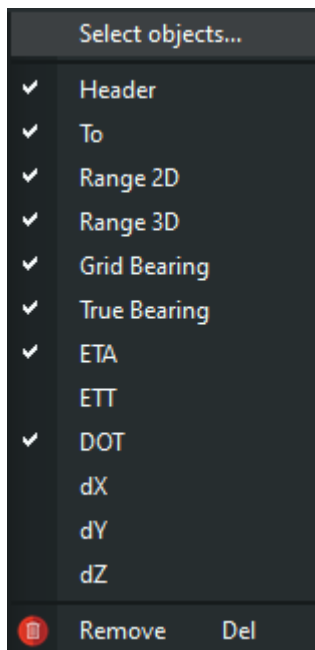 Select objects...
Header
To
Range 2D
Range 3D
Grid Bearing
True Bearing
ETA
ETT
DOT
dX
dY
dZ
Remove Del